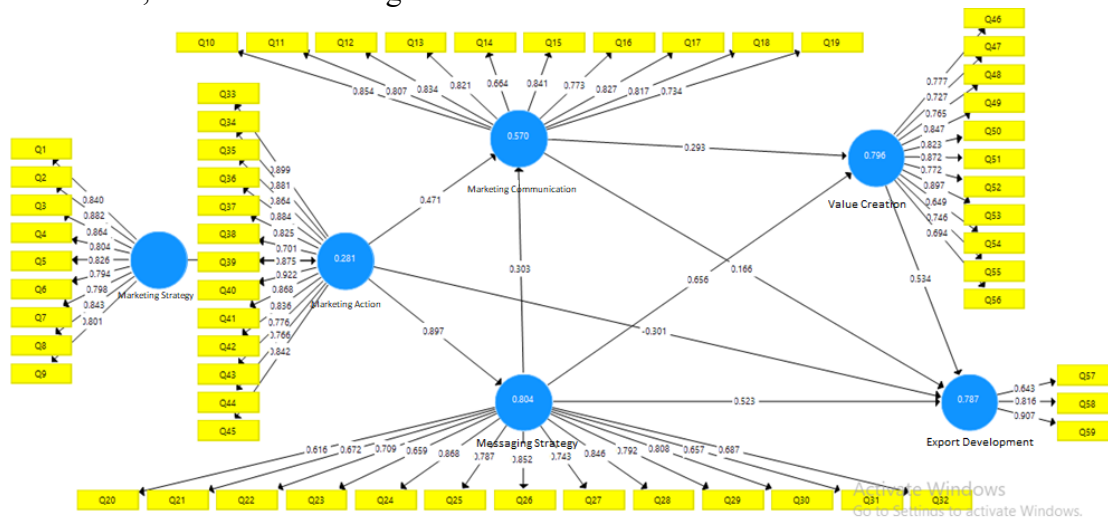 Q10 Q11 Q12 Q13 Q14 Q15 Q16 Q17 Q18 Q19
0.854 0.807 0.834 0.821 0.664 0.841 0.773 0.827 0.817 0.734
Q46
Q47
Q48
Q49
Q50
Q51
Q52
Q53
Q54
Q55
Q56
0.777
0.727
0.765
0.847
0.823
0.872
0.772
0.897
0.649
0.746
0.694
Q33
Q34
Q35
Q36
Q37
Q38
Q39
Q40
Q41
Q42
Q43
Q44
Q45
0.899
0.881
0.864
0.884
0.825
0.701
0.875
0.922
0.868
0.836
0.776
0.766
0.842
Q1
Q2
Q3
Q4
Q5
Q6
Q7
Q8
Q9
0.840
0.882
0.864
0.804
0.826
0.794
0.798
0.843
0.801
Marketing Strategy
0.281
Marketing Action
0.570
Marketing Communication
0.796
Value Creation
0.471
0.293
0.303
0.656
0.166
0.534
0.897
-0.301
0.523
0.804
Messaging Strategy
0.787
Export Development
0.643
0.816
0.907
Q57
Q58
Q59
0.616 0.672 0.709 0.659 0.868 0.787 0.852 0.743 0.846 0.792 0.808 0.657 0.687
Q20 Q21 Q22 Q23 Q24 Q25 Q26 Q27 Q28 Q29 Q30 Q31 Q32
Activate Windows
Go to Settings to activate Windows.